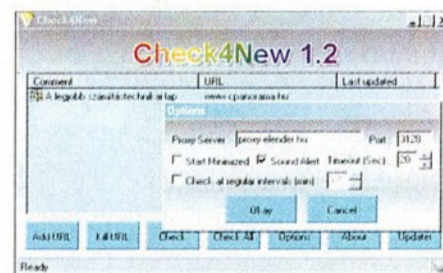 Check4New
Check4New 1.2
Comment URL Last updated
A legjobb számítástechnikai lap www.cpanorama.hu
Options
Proxy Server : proxy.elender.hu Port 3128
Start Minimized Sound Alert Timeout (Sec) 20
Check at regular intervals (min)
Okay Cancel
Add URL Kill URL Check Check All Options About Updater
Ready